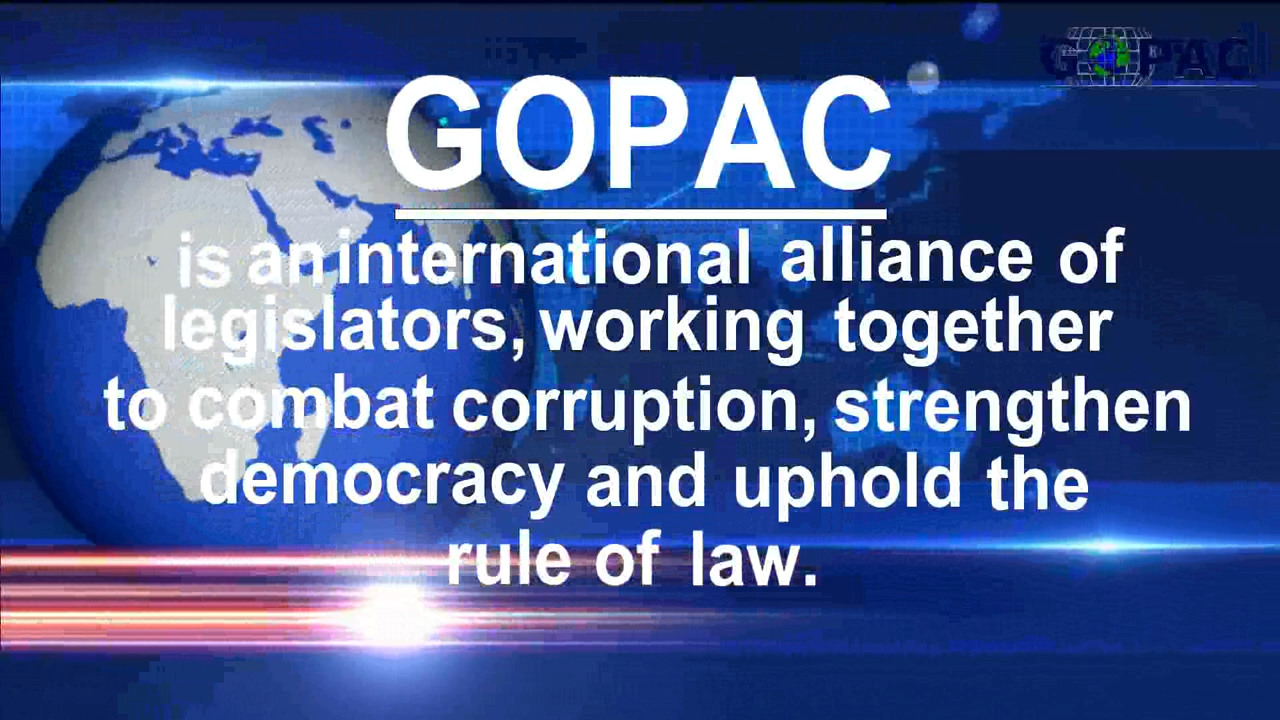 GOPAC
GOPAC
is an international alliance of
legislators, working together
to combat corruption, strengthen
democracy and uphold the
rule of law.